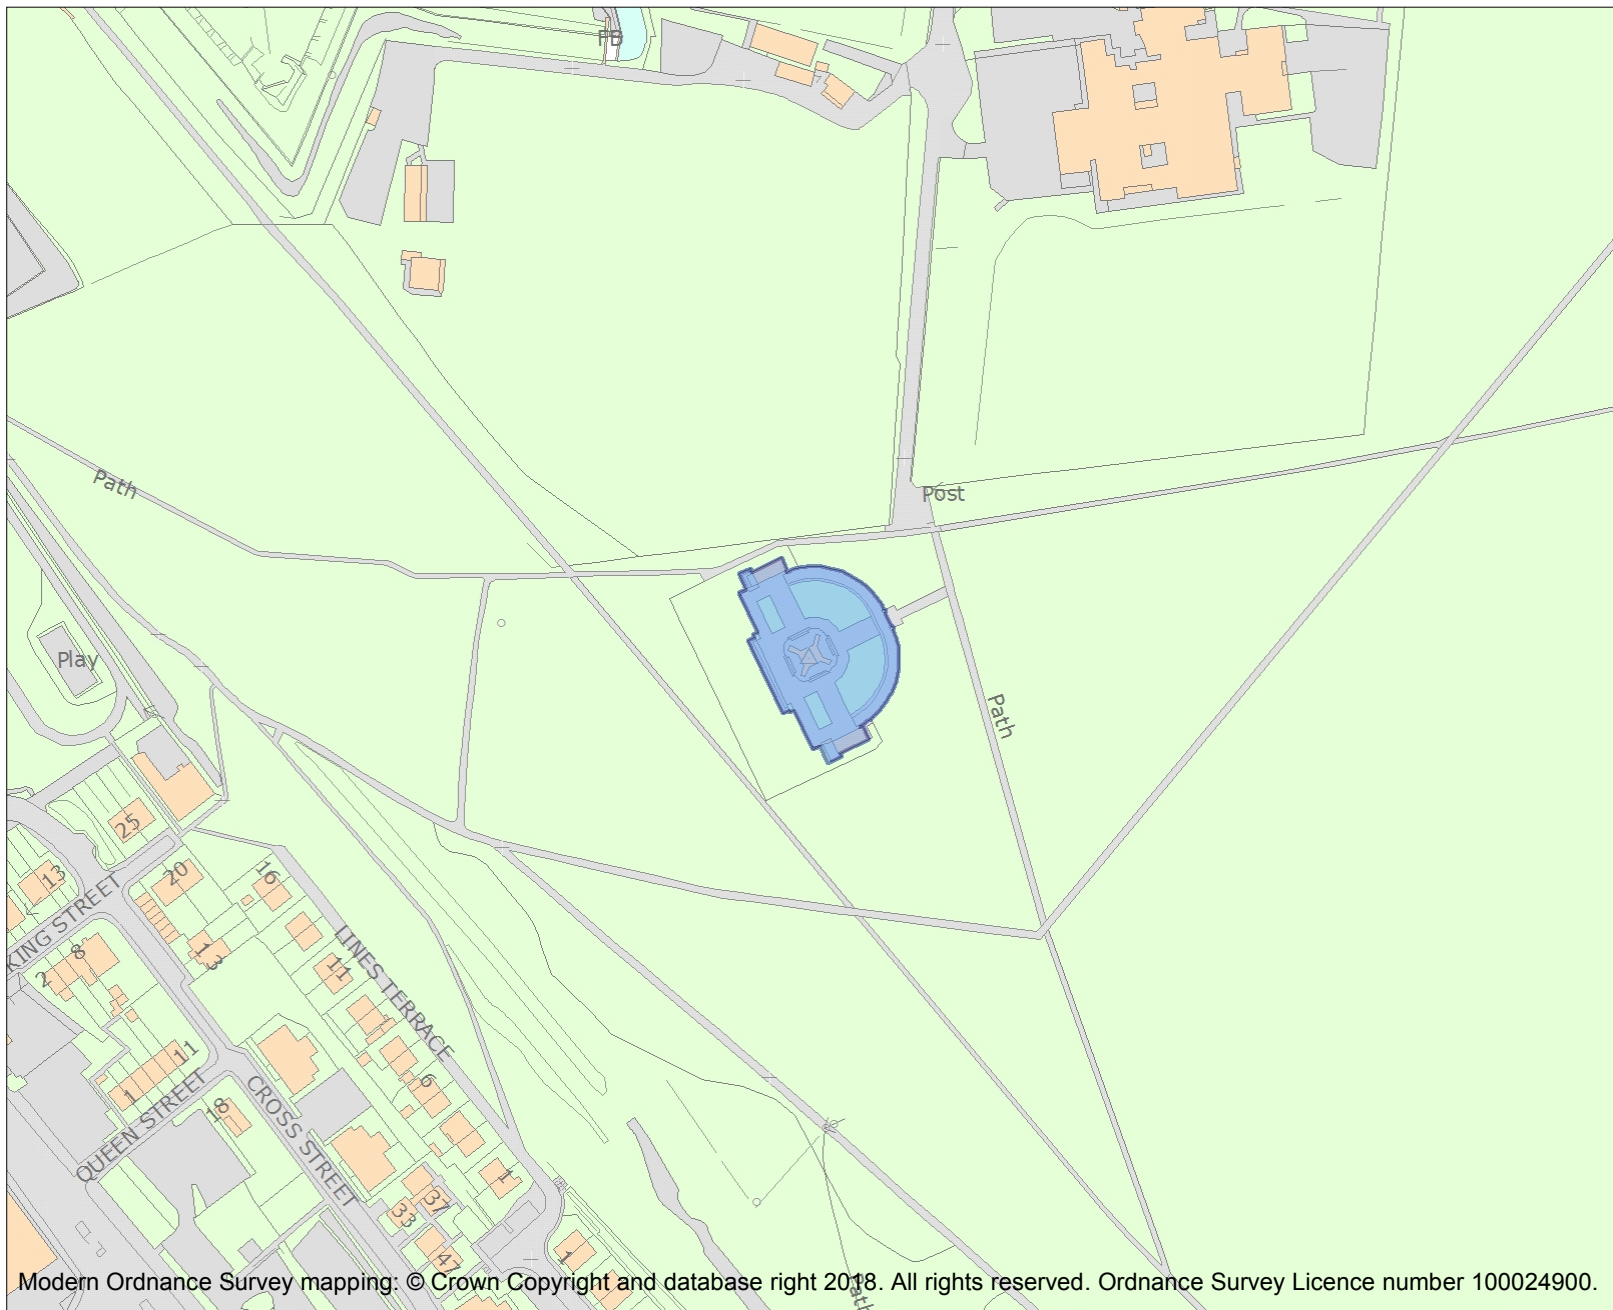 FB
Path
Post
Play
Path
25
13
20
16
KING STREET
8
2
13
LINES TERRACE
11
11
1
6
QUEEN STREET
18
CROSS STREET
1
37
33
47
1
Path
Modern Ordnance Survey mapping: © Crown Copyright and database right 2018. All rights reserved. Ordnance Survey Licence number 100024900.